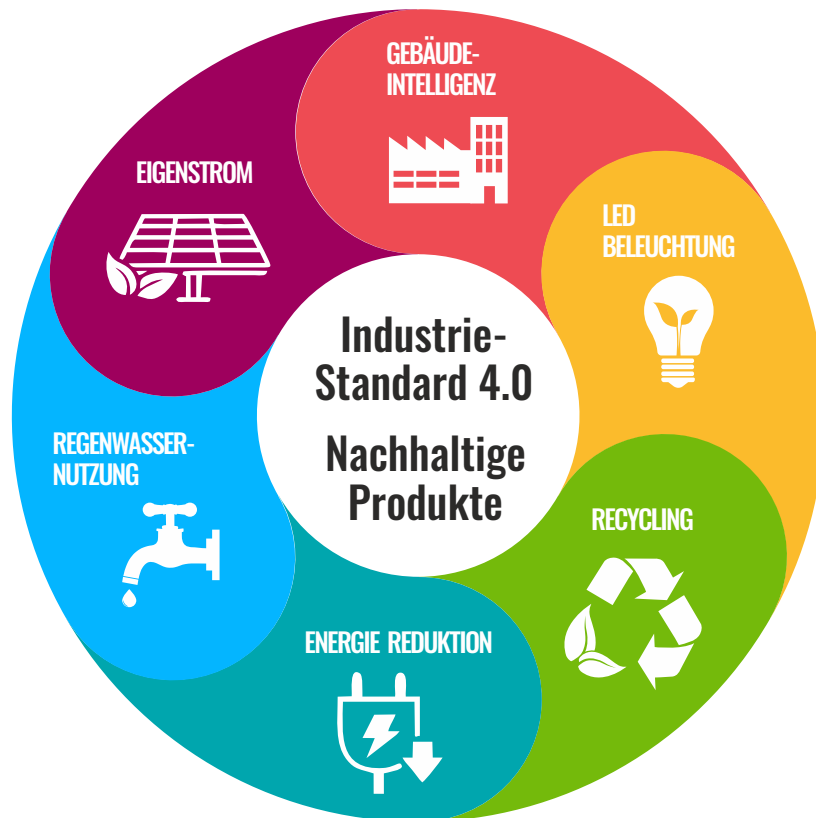 GEBÄUDE-
INTELLIGENZ
EIGENSTROM
LED
BELEUCHTUNG
Industrie-
Standard 4.0
Nachhaltige
Produkte
REGENWASSER-
NUTZUNG
RECYCLING
ENERGIE REDUKTION